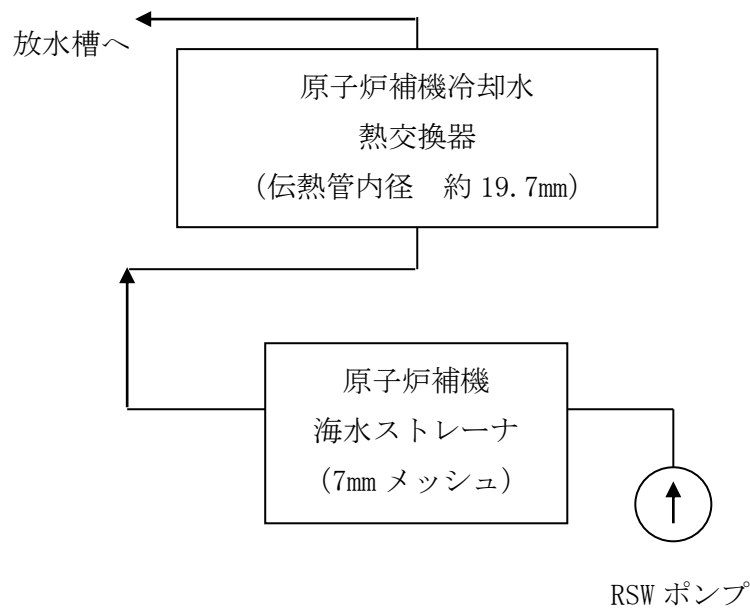 放水槽へ
原子炉補機冷却水
熱交換器
(伝熱管内径　約 19.7mm)
原子炉補機
海水ストレーナ
(7mm メッシュ)
RSW ポンプ